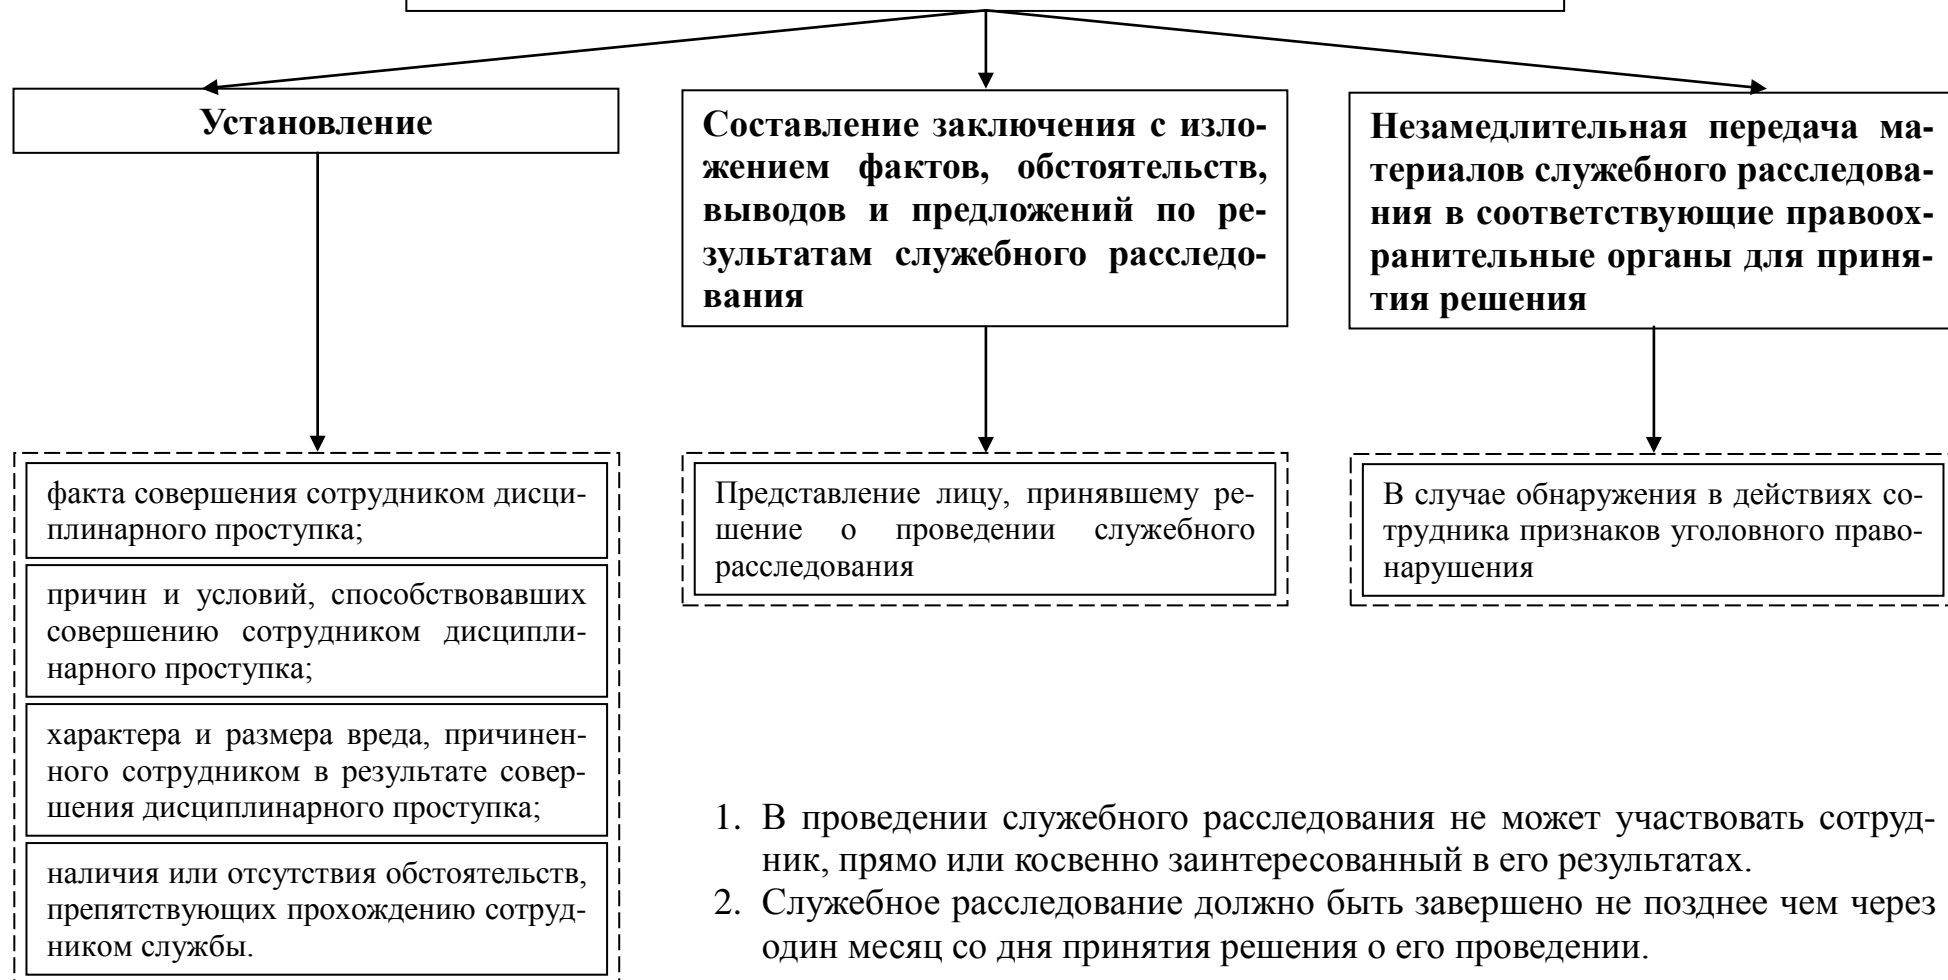 Установление
факта совершения сотрудником дисци-
плинарного проступка;
причин и условий, способствовавших
совершению сотрудником дисципли-
нарного проступка;
характера и размера вреда, причинен-
ного сотрудником в результате совер-
шения дисциплинарного проступка;
наличия или отсутствия обстоятельств,
препятствующих прохождению сотруд-
ником службы.
Составление заключения с изло-
жением фактов, обстоятельств,
выводов и предложений по ре-
зультатам служебного расследо-
вания
Представление лицу, принявшему ре-
шение о проведении служебного
расследования
Незамедлительная передача ма-
териалов служебного расследова-
ния в соответствующие правоох-
ранительные органы для приня-
тия решения
В случае обнаружения в действиях со-
трудника признаков уголовного право-
нарушения
1. В проведении служебного расследования не может участвовать сотруд-
ник, прямо или косвенно заинтересованный в его результатах.
2. Служебное расследование должно быть завершено не позднее чем через
один месяц со дня принятия решения о его проведении.